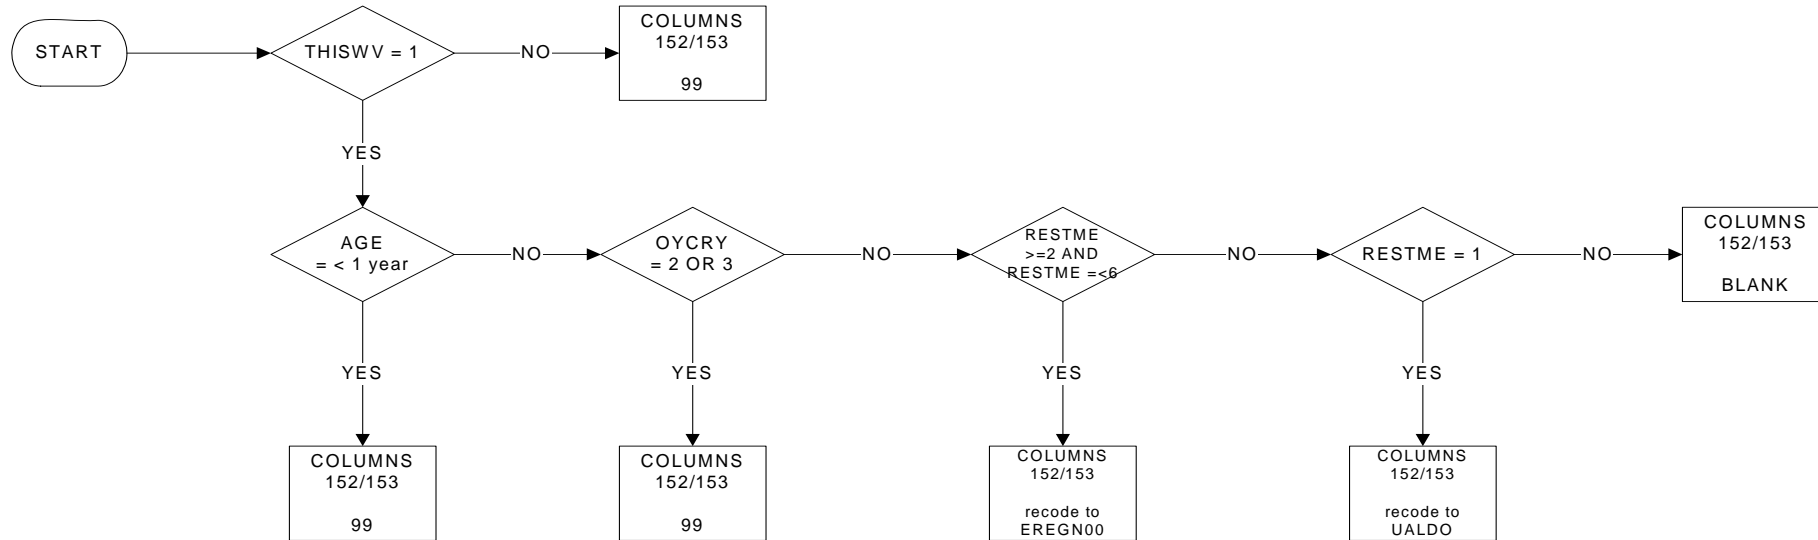 START
THISWV = 1
NO
COLUMNS
152/153
99
YES
AGE
= < 1 year
NO
OYCRY
= 2 OR 3
NO
RESTME
>=2 AND
RESTME =<6
NO
RESTME = 1
NO
COLUMNS
152/153
BLANK
YES
YES
YES
YES
COLUMNS
152/153
99
COLUMNS
152/153
99
COLUMNS
152/153
recode to
EREGN00
COLUMNS
152/153
recode to
UALDO